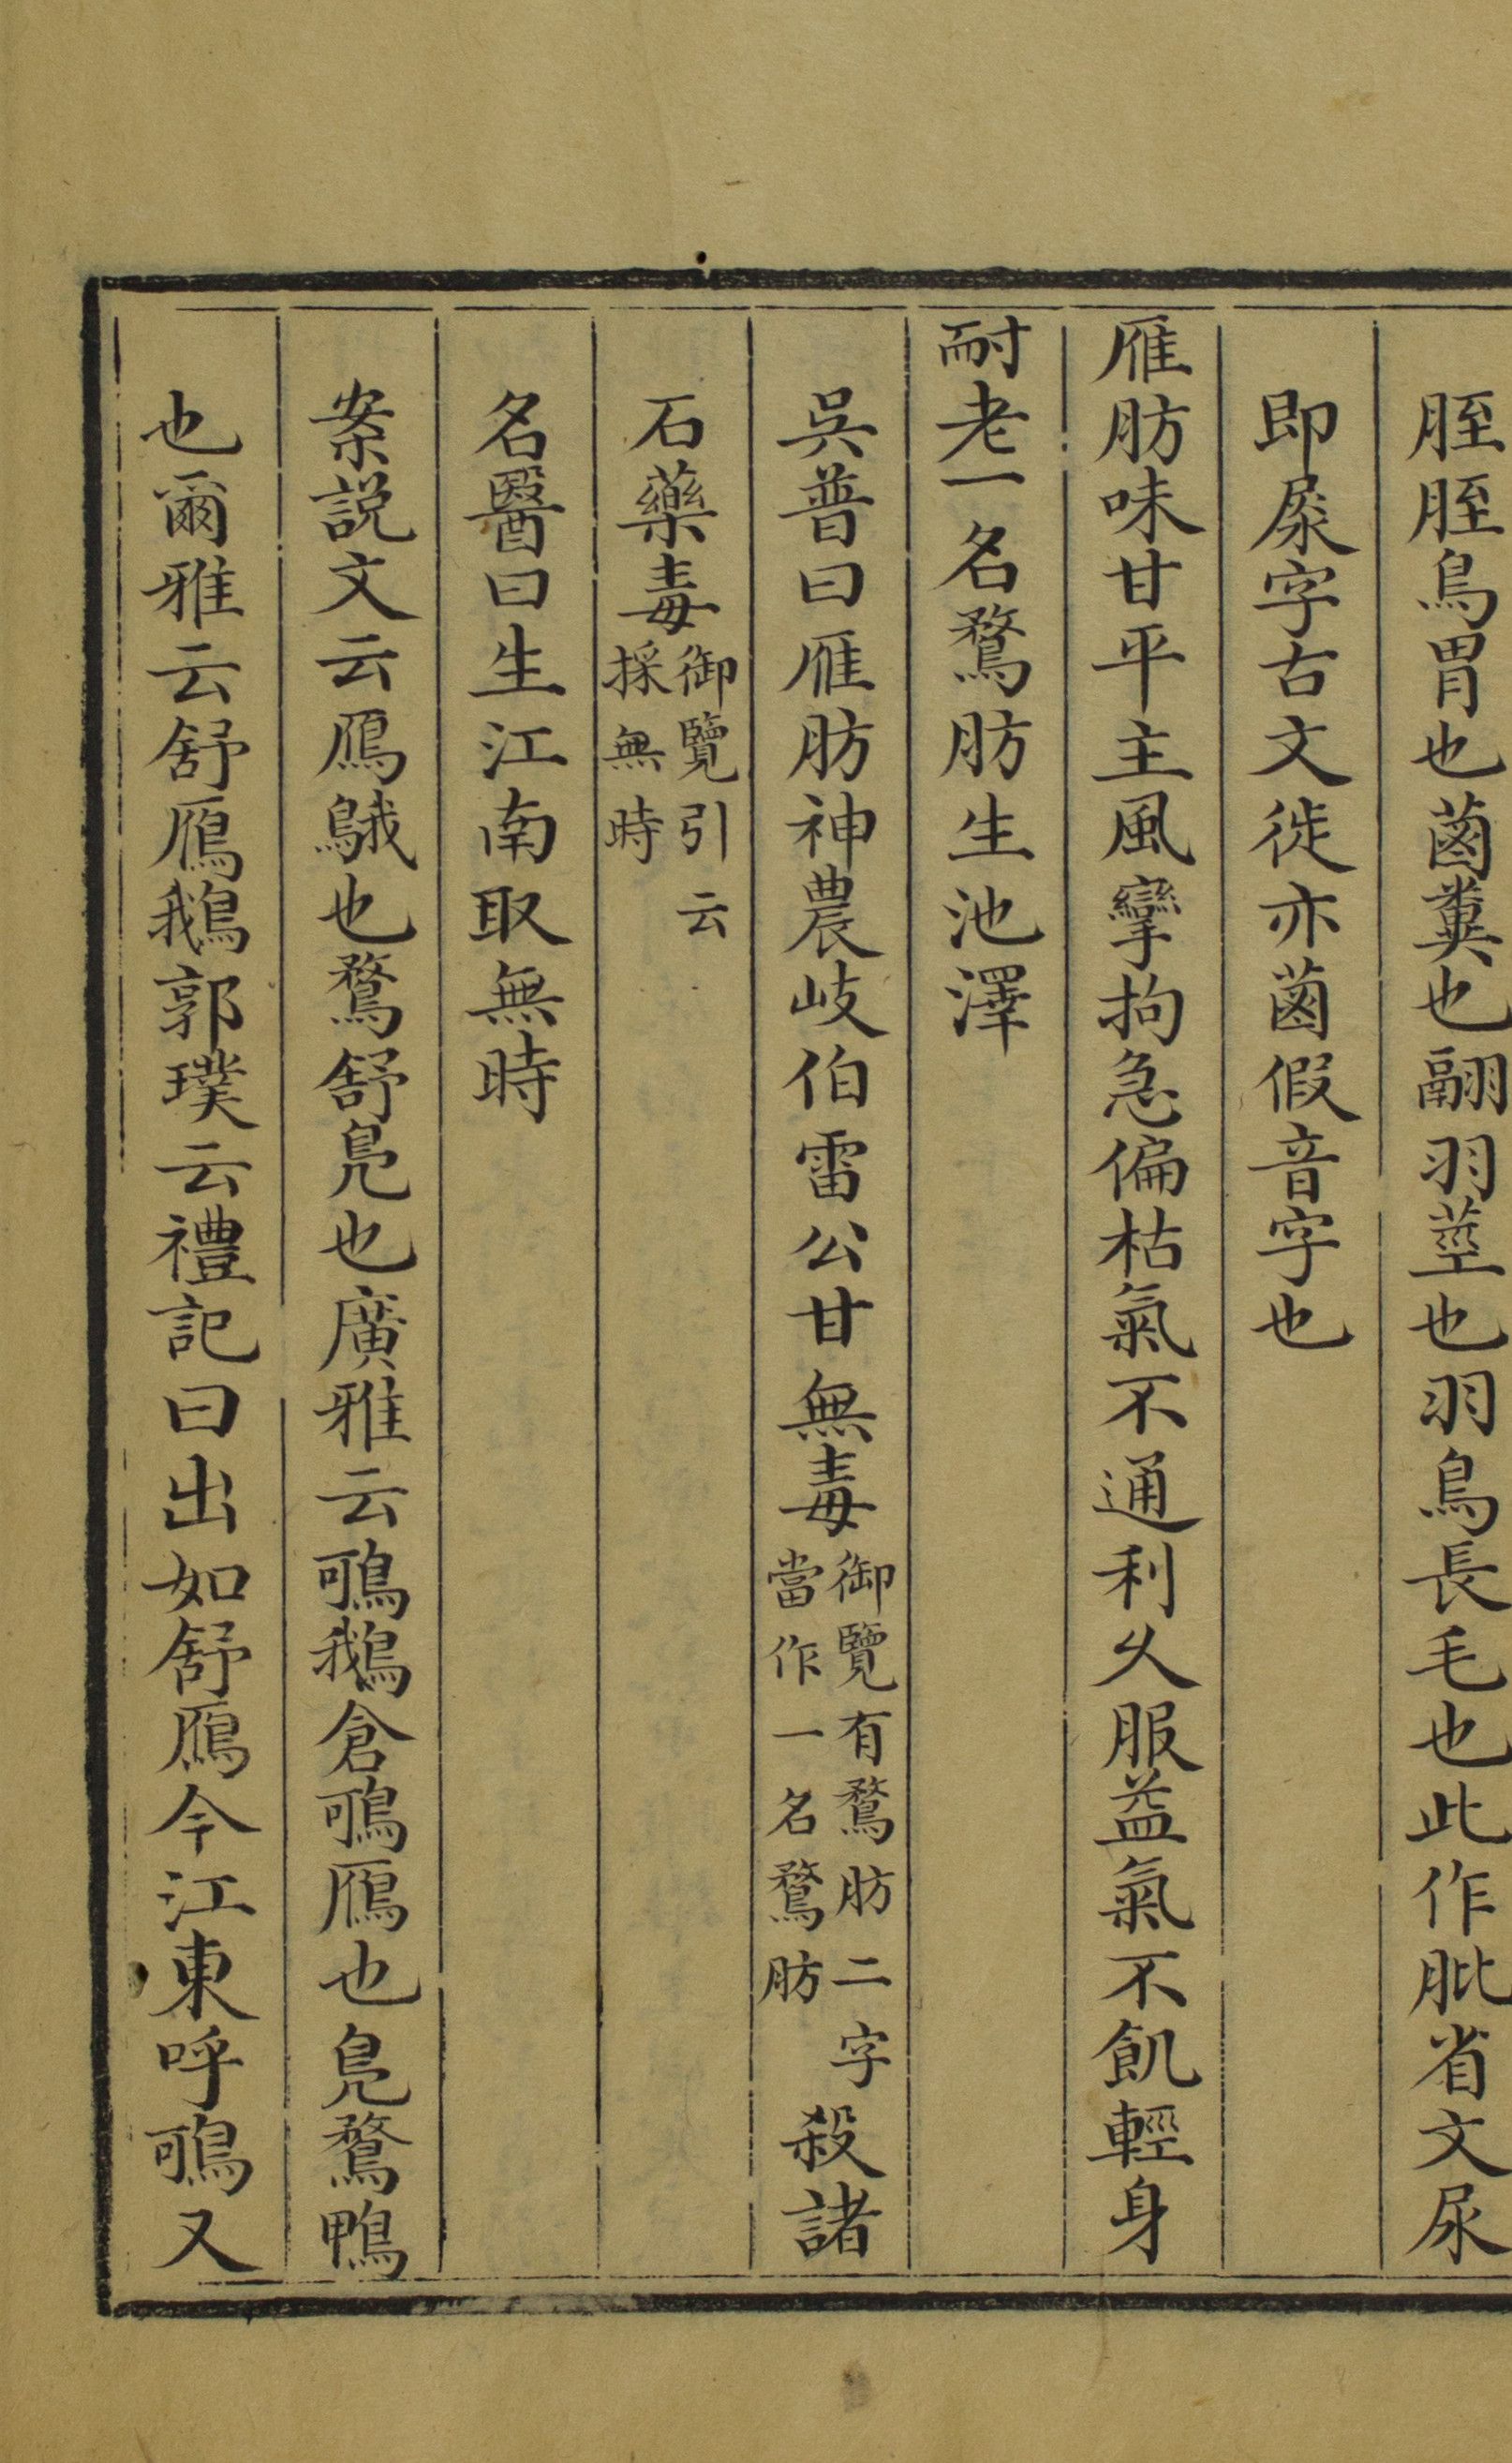 胵胵鳥胃也菡糞也翮羽莖也羽鳥長毛也此作肶省文尿
即㞙字古文徙亦菡假音字也
雁肪味甘平主風攣拘急偏枯氣不通利乆服益氣不飢輕身
耐老一名鶩肪生池澤
吳普曰雁肪神農岐伯雷公甘無毒御覽有鶩肪二字當作一名鶩肪殺諸
石藥毒御覽引云採無時
名醫曰生江南取無時
案説文云鴈䳘也鶩舒鳧也廣雅云鴚鵝倉鴚鴈也鳧鶩鴨
也爾雅云舒鴈鵝郭璞云禮記曰出如舒鴈今江東呼鴚又